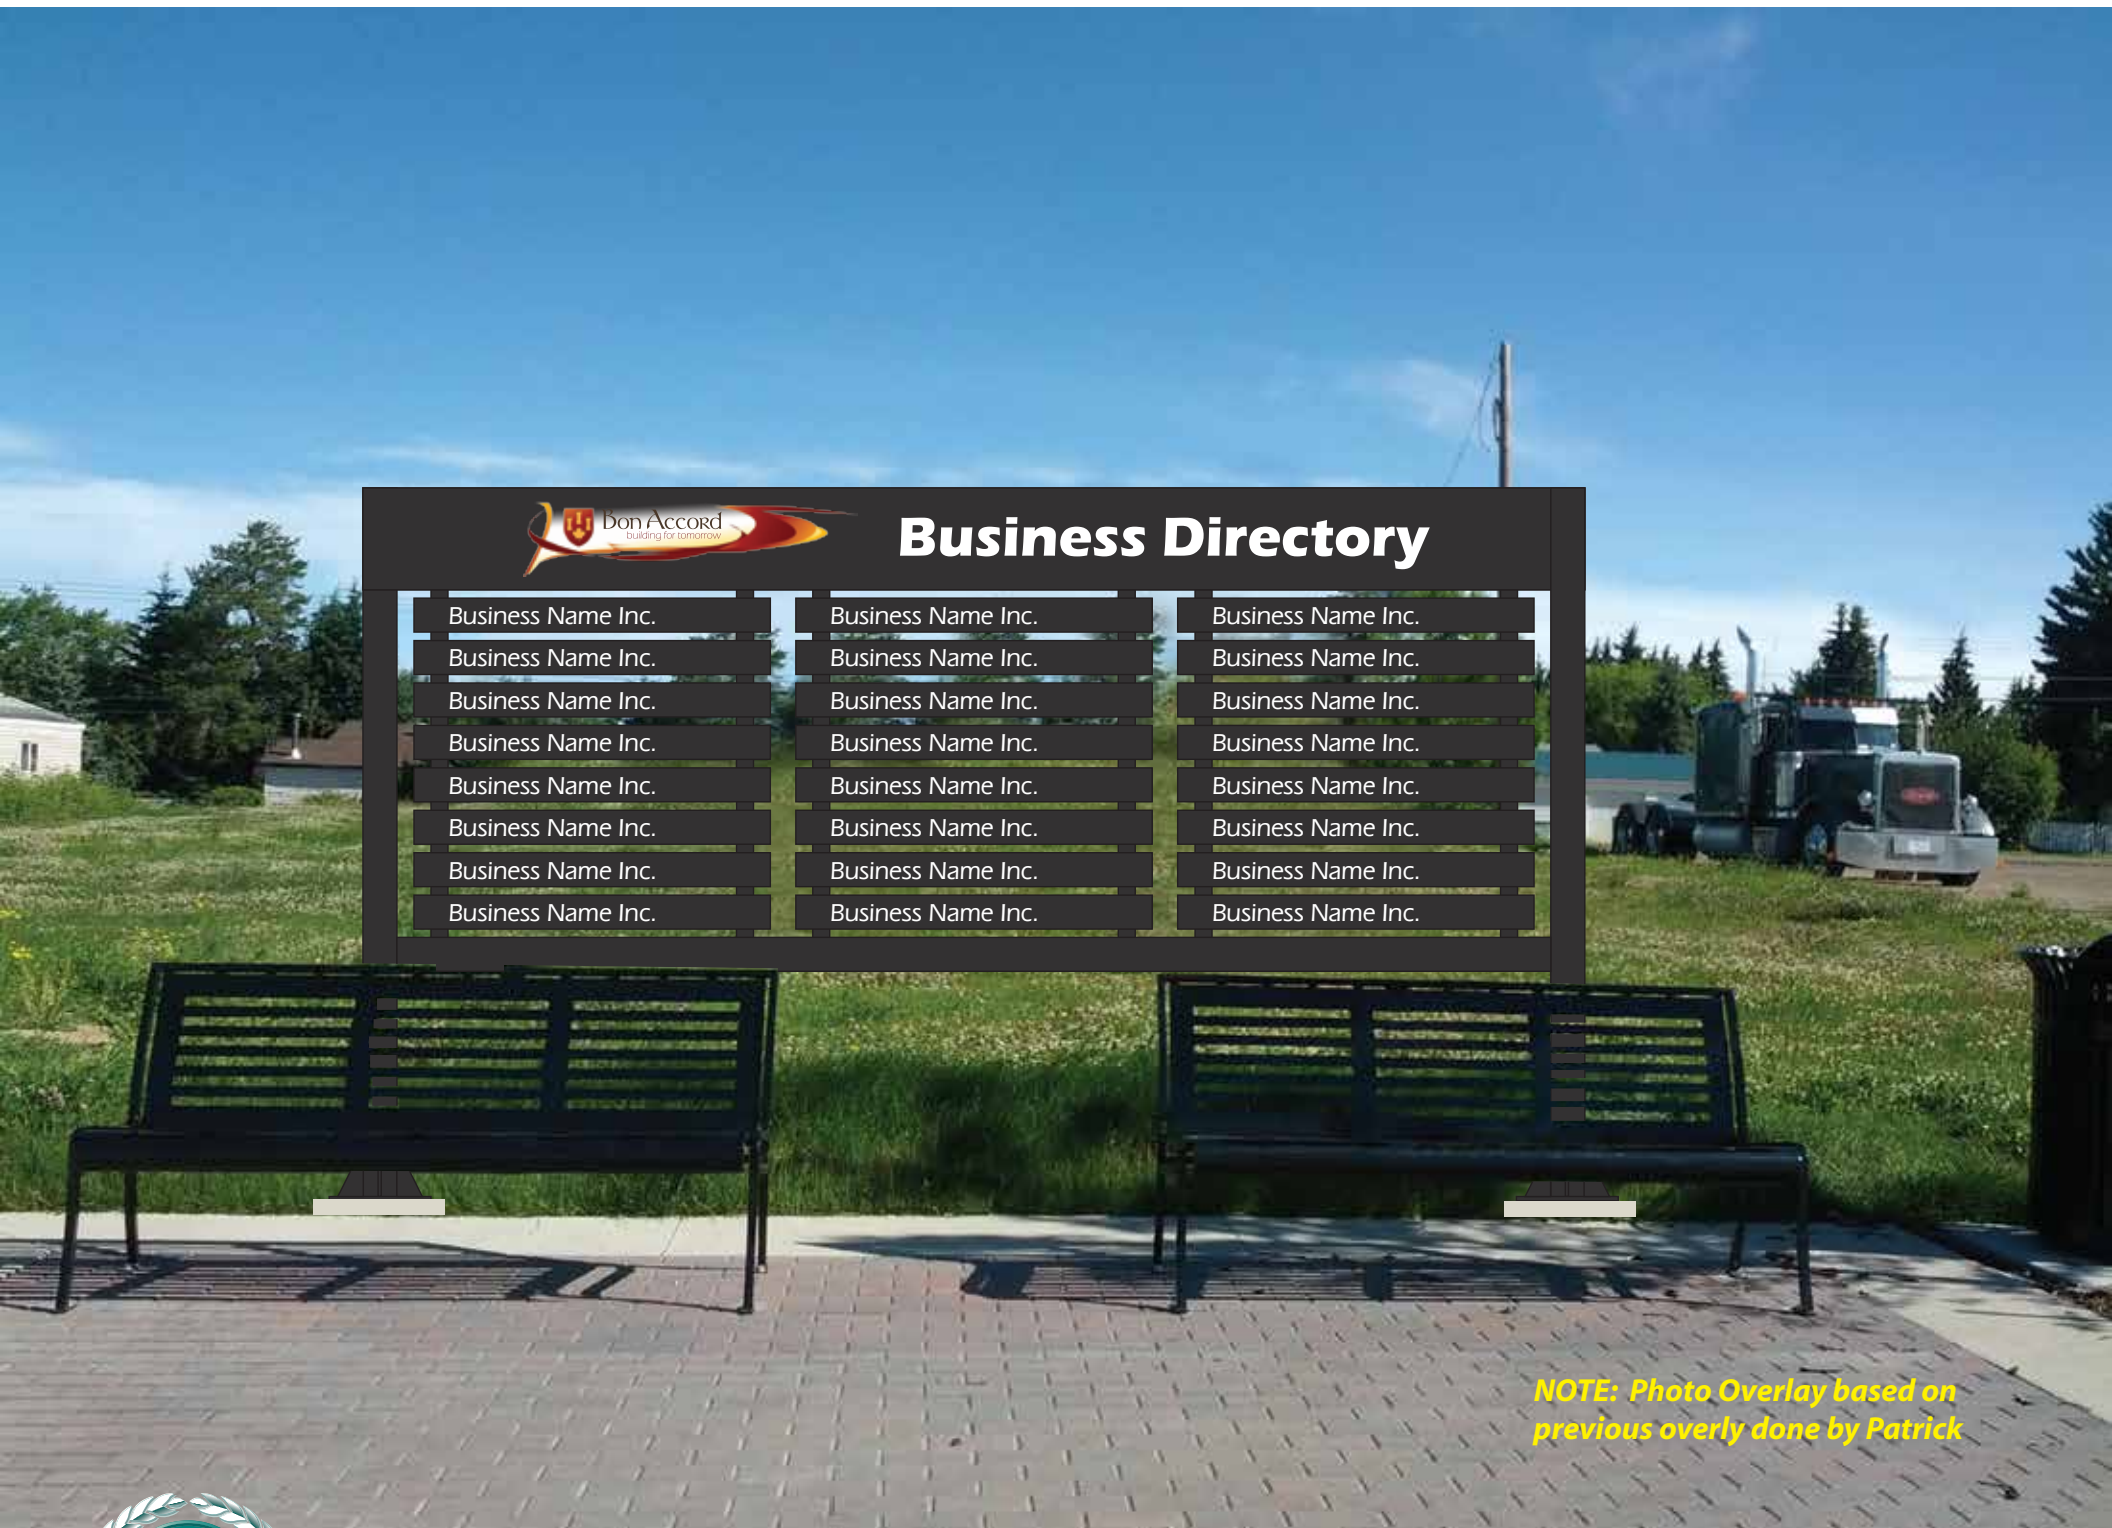 Bon Accord
building for tomorrow
Business Directory
Business Name Inc. Business Name Inc. Business Name Inc.
Business Name Inc. Business Name Inc. Business Name Inc.
Business Name Inc. Business Name Inc. Business Name Inc.
Business Name Inc. Business Name Inc. Business Name Inc.
Business Name Inc. Business Name Inc. Business Name Inc.
Business Name Inc. Business Name Inc. Business Name Inc.
Business Name Inc. Business Name Inc. Business Name Inc.
Business Name Inc. Business Name Inc. Business Name Inc.
NOTE: Photo Overlay based on
previous overly done by Patrick